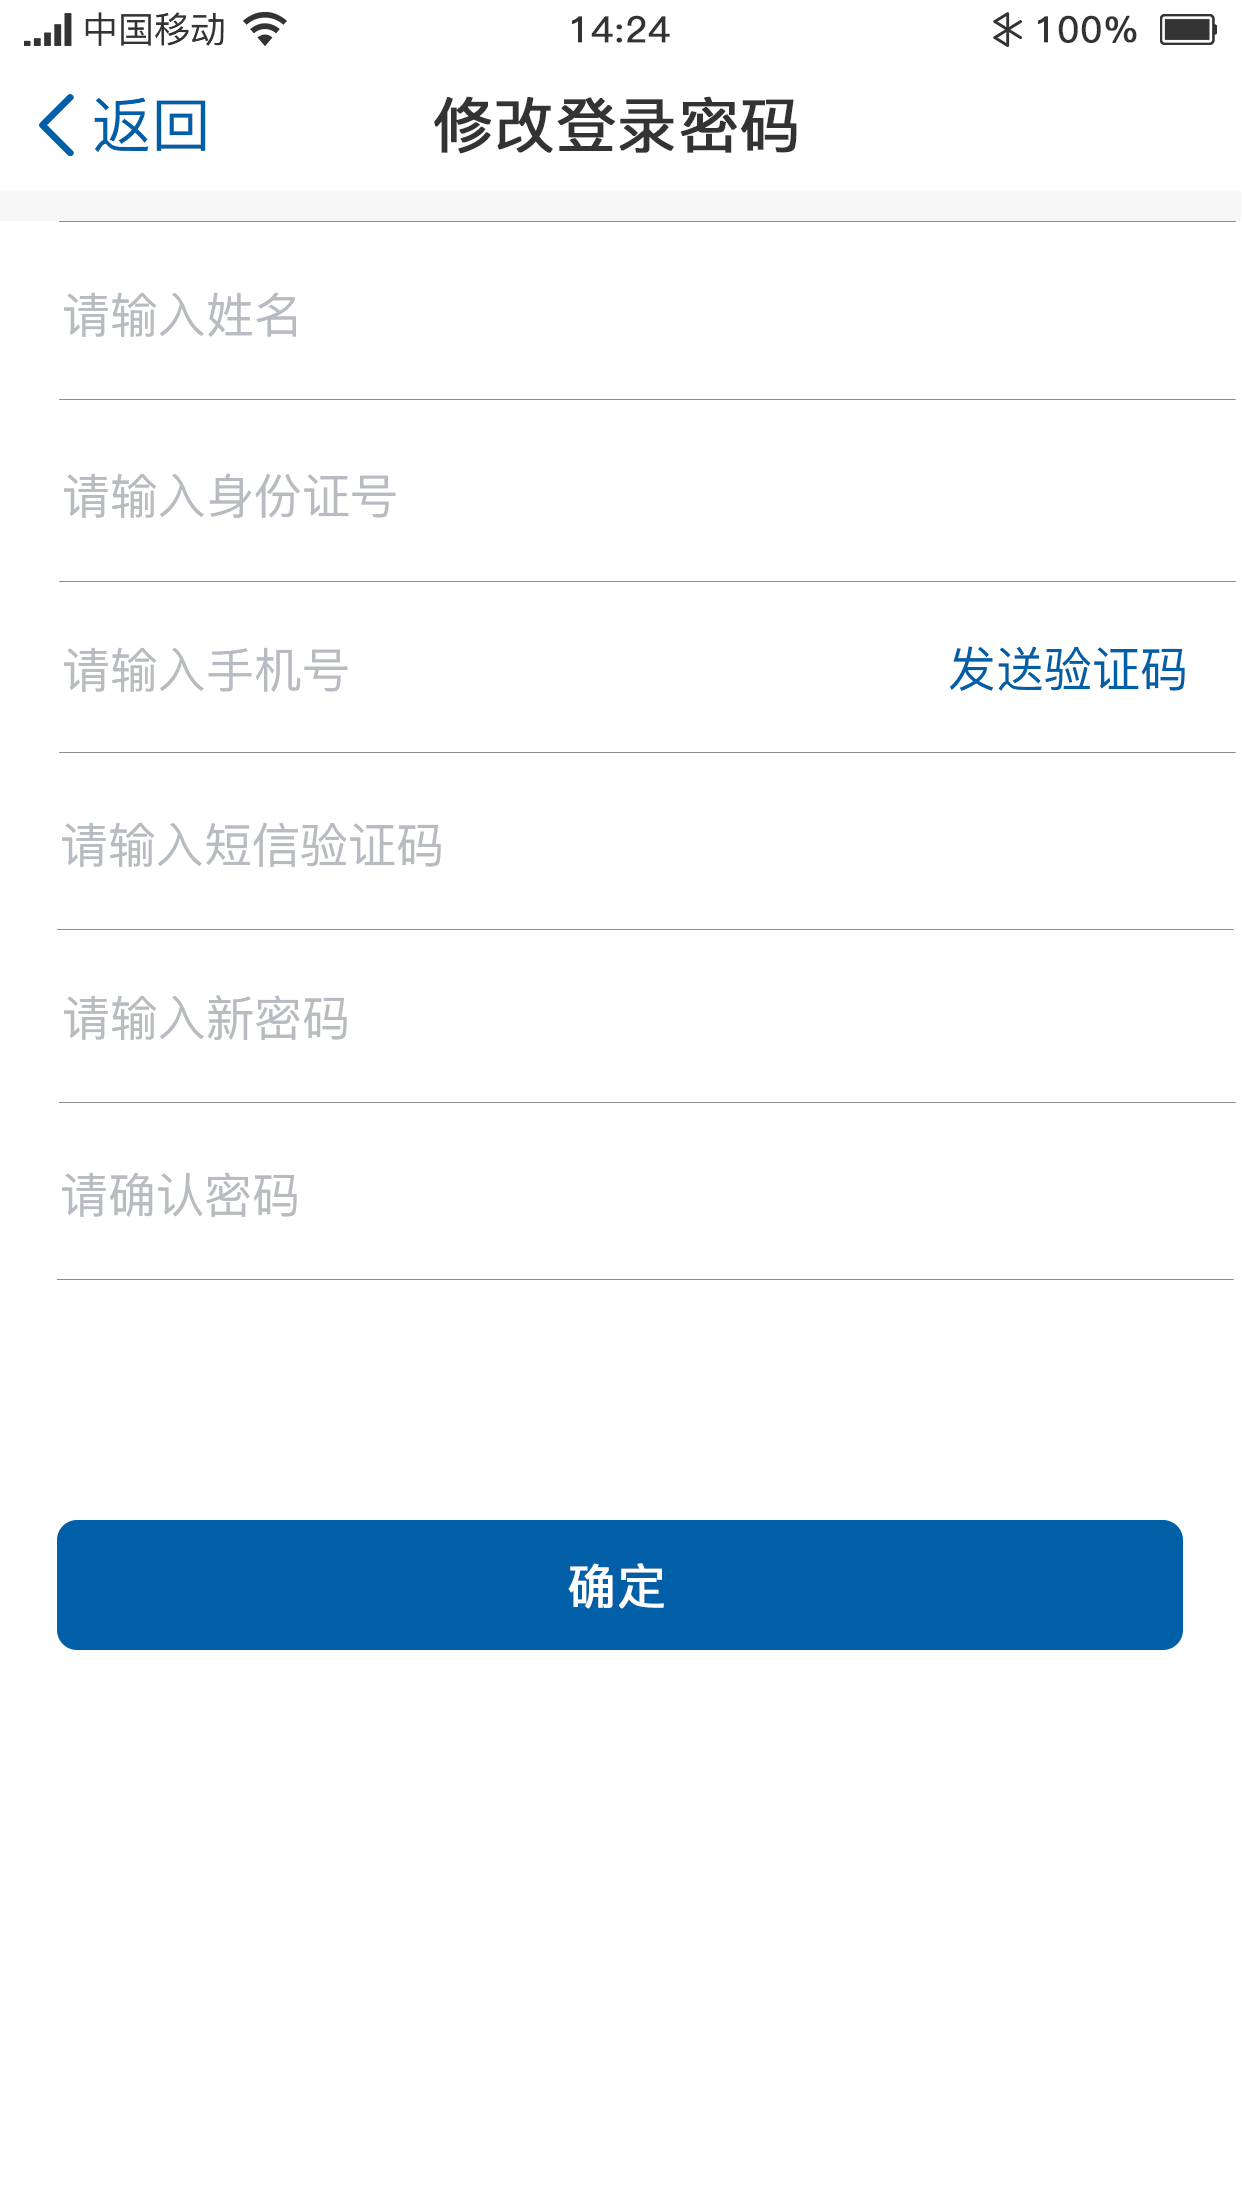 中国移动 14:24 100%
返回 修改登录密码
请输入姓名
请输入身份证号
请输入手机号 发送验证码
请输入短信验证码
请输入新密码
请确认密码
确定